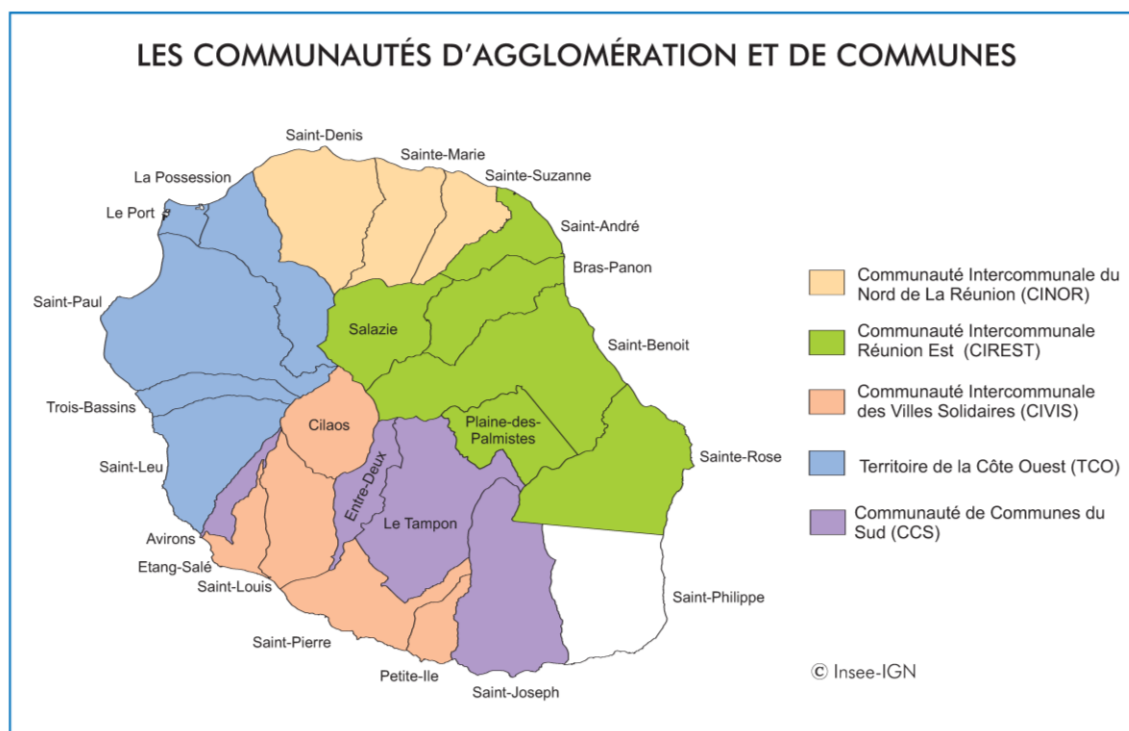 LES COMMUNAUTÉS D'AGGLOMÉRATION ET DE COMMUNES
Saint-Denis
Sainte-Marie
Sainte-Suzanne
La Possession
Le Port
Saint-André
Bras-Panon
Saint-Paul
Salazie
Saint-Benoit
Trois-Bassins
Cilaos
Plaine-des-
Palmistes
Saint-Leu
Sainte-Rose
Entre-Deux
Le Tampon
Avirons
Etang-Salé
Saint-Louis
Saint-Philippe
Saint-Pierre
Petite-Ile
Saint-Joseph
Communauté Intercommunale du
Nord de La Réunion (CINOR)
Communauté Intercommunale
Réunion Est (CIREST)
Communauté Intercommunale
des Villes Solidaires (CIVIS)
Territoire de la Côte Ouest (TCO)
Communauté de Communes du
Sud (CCS)
© Insee-IGN